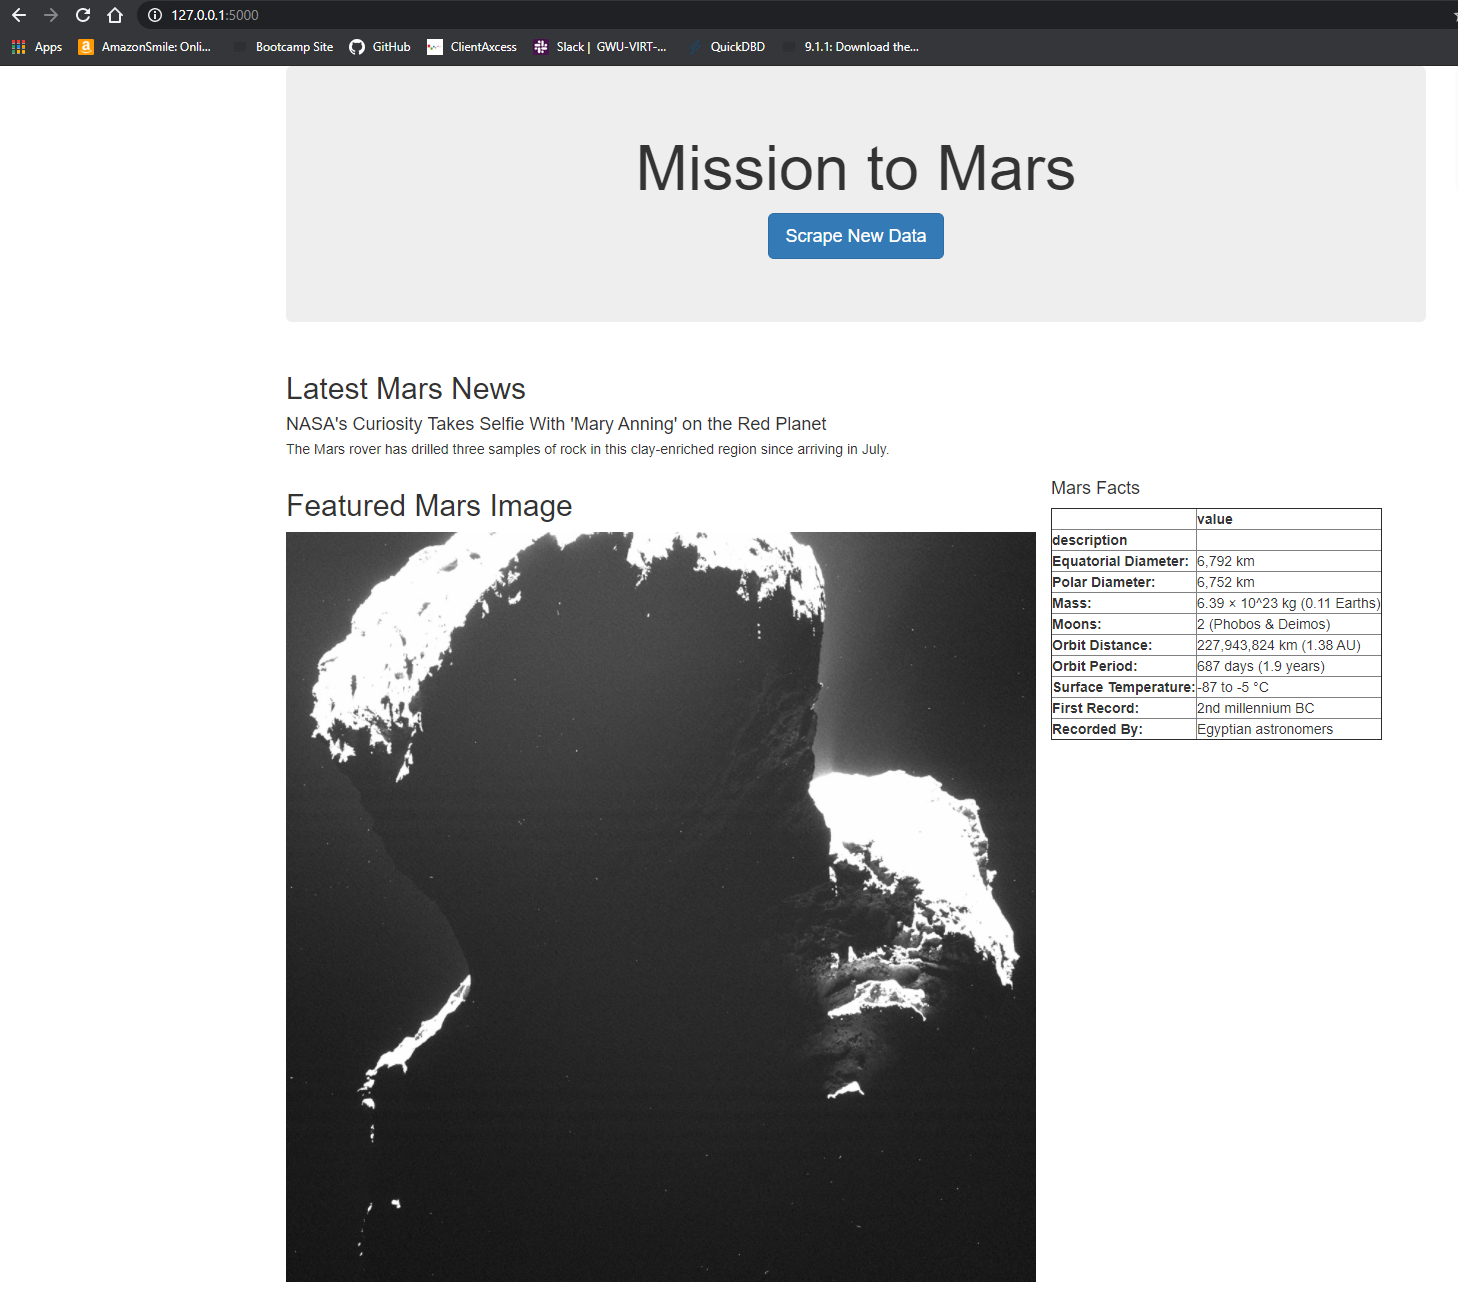 127.0.0.1:5000
Apps AmazonSmile: Onli... Bootcamp Site GitHub ClientAxcess Slack | GWU-VIRT-... QuickDBD 9.1.1: Download the...
Mission to Mars
Scrape New Data
Latest Mars News
NASA's Curiosity Takes Selfie With 'Mary Anning' on the Red Planet
The Mars rover has drilled three samples of rock in this clay-enriched region since arriving in July.
Featured Mars Image
Mars Facts
value
description
Equatorial Diameter: 6,792 km
Polar Diameter: 6,752 km
Mass: 6.39 × 10^23 kg (0.11 Earths)
Moons: 2 (Phobos & Deimos)
Orbit Distance: 227,943,824 km (1.38 AU)
Orbit Period: 687 days (1.9 years)
Surface Temperature: -87 to -5 °C
First Record: 2nd millennium BC
Recorded By: Egyptian astronomers